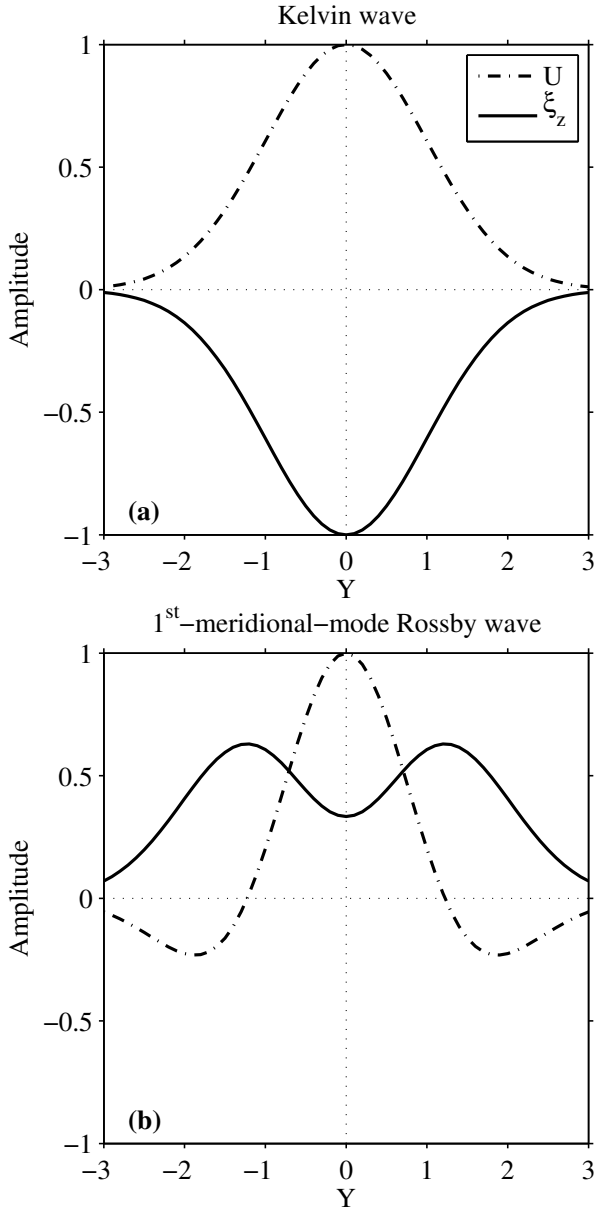 Kelvin wave
1
U
ξz
0.5
Amplitude
0
−0.5
(a)
−1
−3 −2 −1 0 1 2 3
Y
1st−meridional−mode Rossby wave
1
0.5
Amplitude
0
−0.5
(b)
−1
−3 −2 −1 0 1 2 3
Y